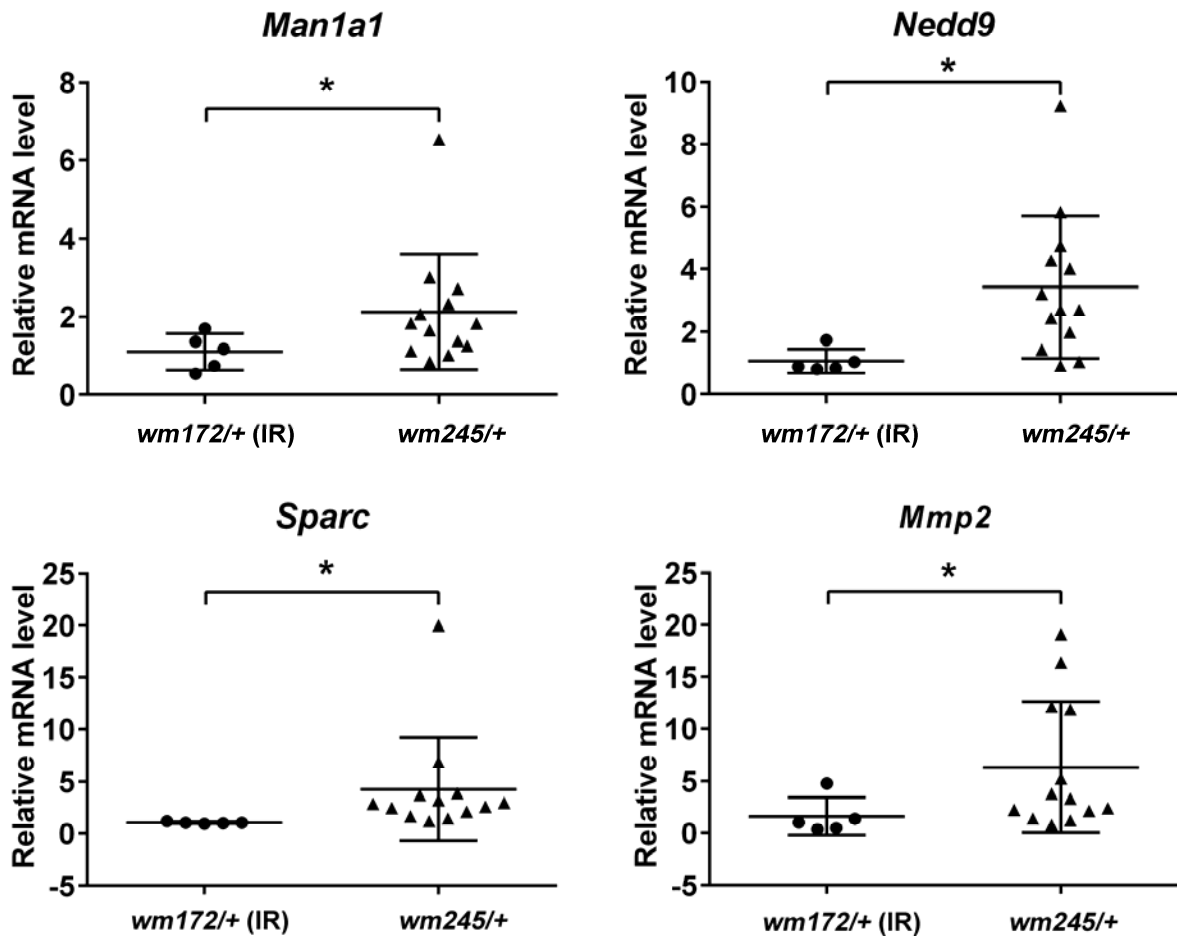 Man1a1
*
Relative mRNA level
8
6
4
2
0
wm172/+ (IR) wm245/+
Nedd9
*
Relative mRNA level
10
8
6
4
2
0
wm172/+ (IR) wm245/+
Sparc
*
Relative mRNA level
25
20
15
10
5
0
-5
wm172/+ (IR) wm245/+
Mmp2
*
Relative mRNA level
25
20
15
10
5
0
-5
wm172/+ (IR) wm245/+